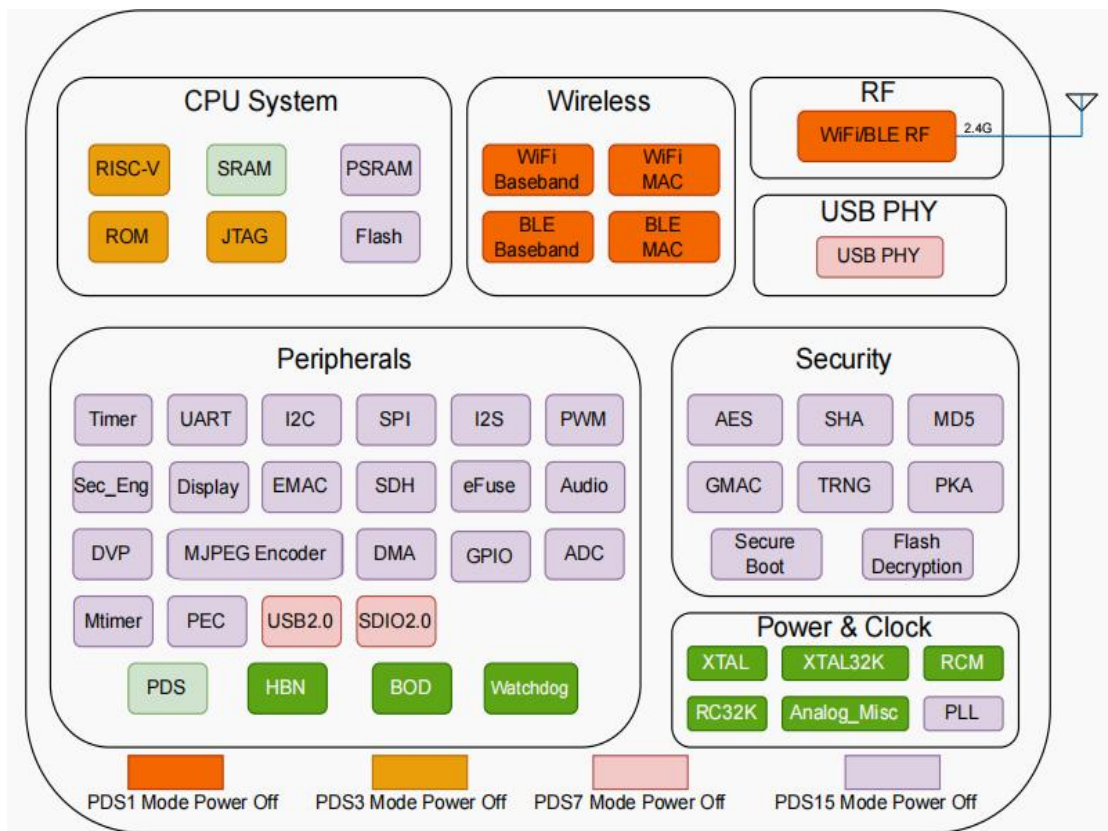 CPU System
RISC-V
SRAM
PSRAM
ROM
JTAG
Flash
Wireless
WiFi
Baseband
WiFi
MAC
BLE
Baseband
BLE
MAC
RF
WiFi/BLE RF
2.4G
USB PHY
USB PHY
Peripherals
Timer
UART
I2C
SPI
I2S
PWM
Sec_Eng
Display
EMAC
SDH
eFuse
Audio
DVP
MJPEG Encoder
DMA
GPIO
ADC
Mtimer
PEC
USB2.0
SDIO2.0
PDS
HBN
BOD
Watchdog
Security
AES
SHA
MD5
GMAC
TRNG
PKA
Secure
Boot
Flash
Decryption
Power & Clock
XTAL
XTAL32K
RCM
RC32K
Analog_Misc
PLL
PDS1 Mode Power Off
PDS3 Mode Power Off
PDS7 Mode Power Off
PDS15 Mode Power Off